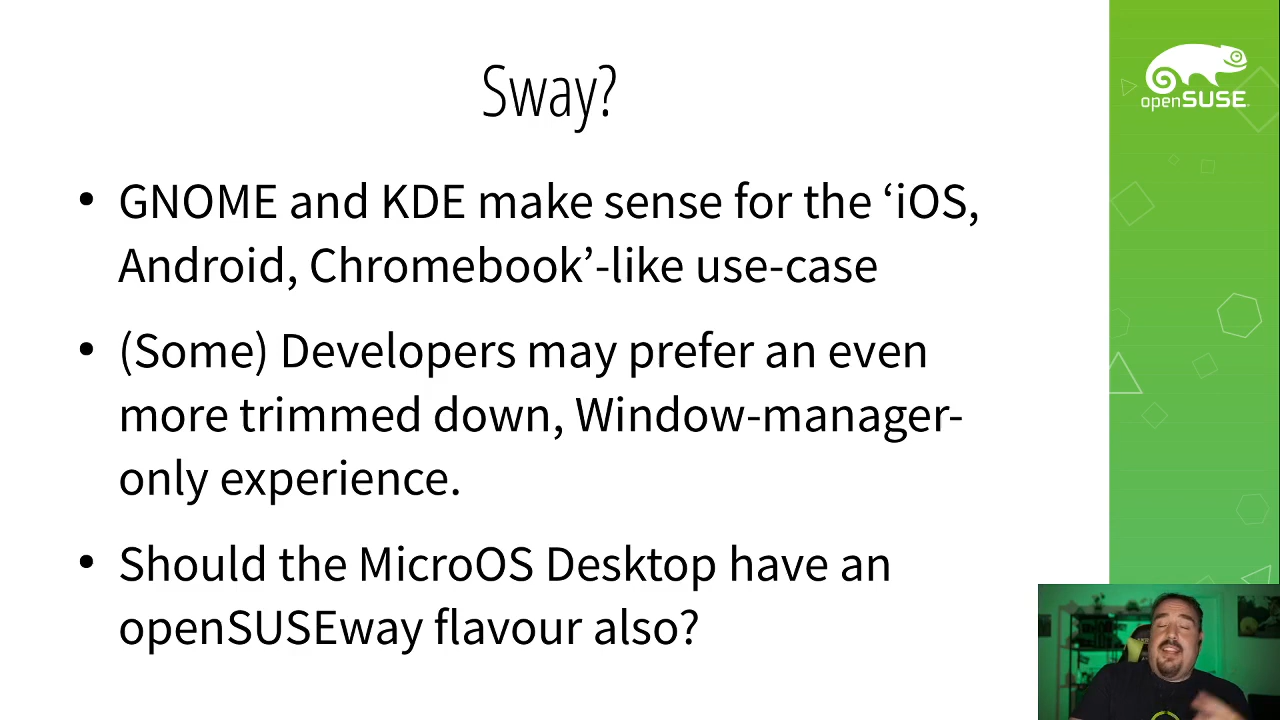 Sway?
openSUSE
• GNOME and KDE make sense for the ‘iOS,
Android, Chromebook’-like use-case
• (Some) Developers may prefer an even
more trimmed down, Window-manager-
only experience.
• Should the MicroOS Desktop have an
openSUSEway flavour also?